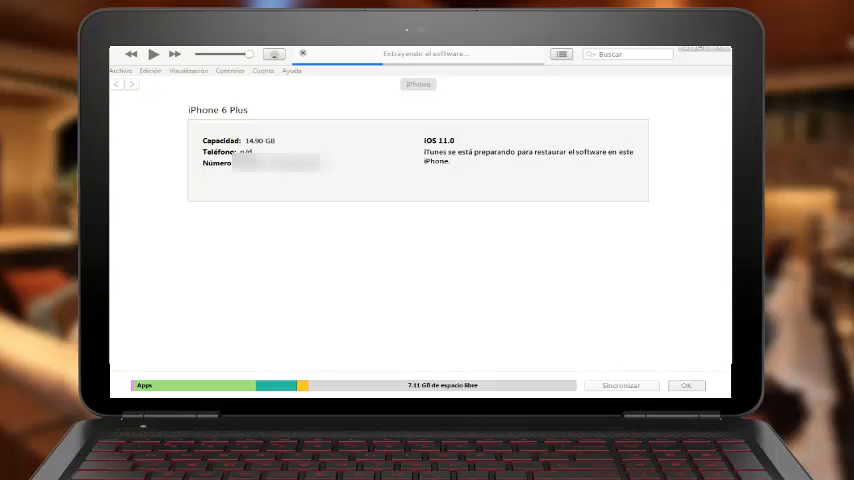 Extrayendo el software...
Buscar
Archivo Edición Visualización Controles Cuenta Ayuda
iPhone
iPhone 6 Plus
Capacidad: 14.90 GB
Teléfono:
Número
iOS 11.0
iTunes se está preparando para restaurar el software en este
iPhone.
Apps
7.11 GB de espacio libre
Sincronizar
OK